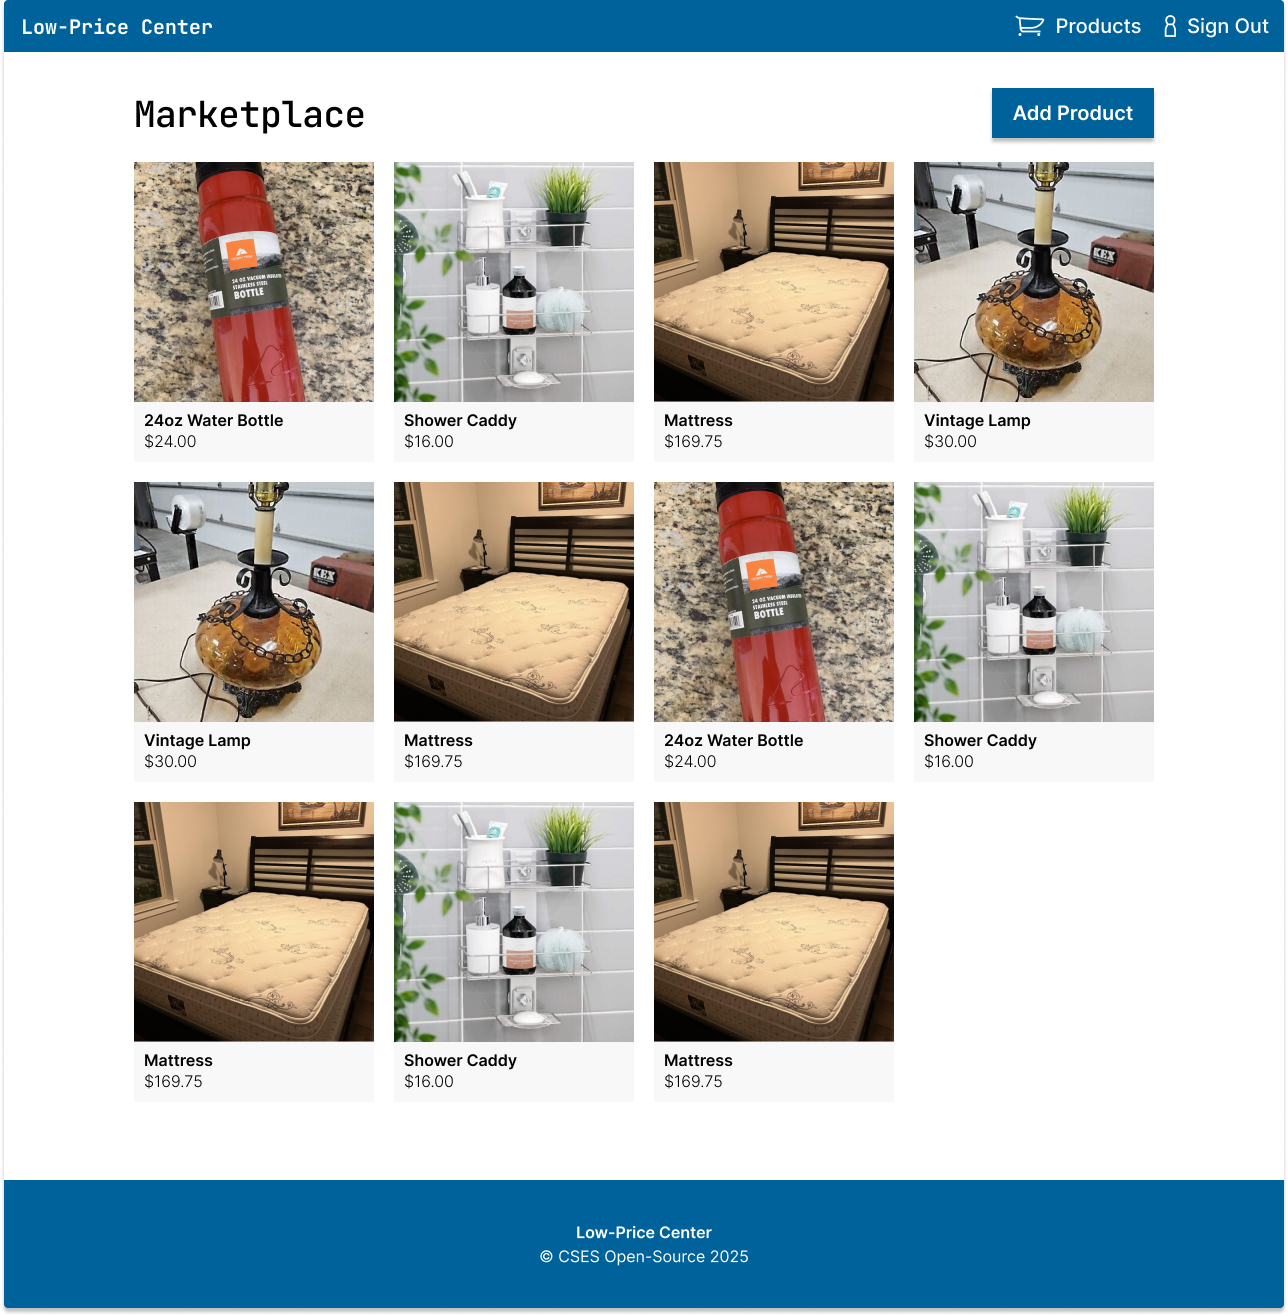 Low-Price Center
Products
Sign Out
Marketplace
Add Product
24 OZ VACUUM INSULATED
STAINLESS STEEL
BOTTLE
KEX
24oz Water Bottle
$24.00
Shower Caddy
$16.00
Mattress
$169.75
Vintage Lamp
$30.00
KEX
24 OZ VACUUM INSULATED
STAINLESS STEEL
BOTTLE
Vintage Lamp
$30.00
Mattress
$169.75
24oz Water Bottle
$24.00
Shower Caddy
$16.00
Mattress
$169.75
Shower Caddy
$16.00
Mattress
$169.75
Low-Price Center
© CSES Open-Source 2025